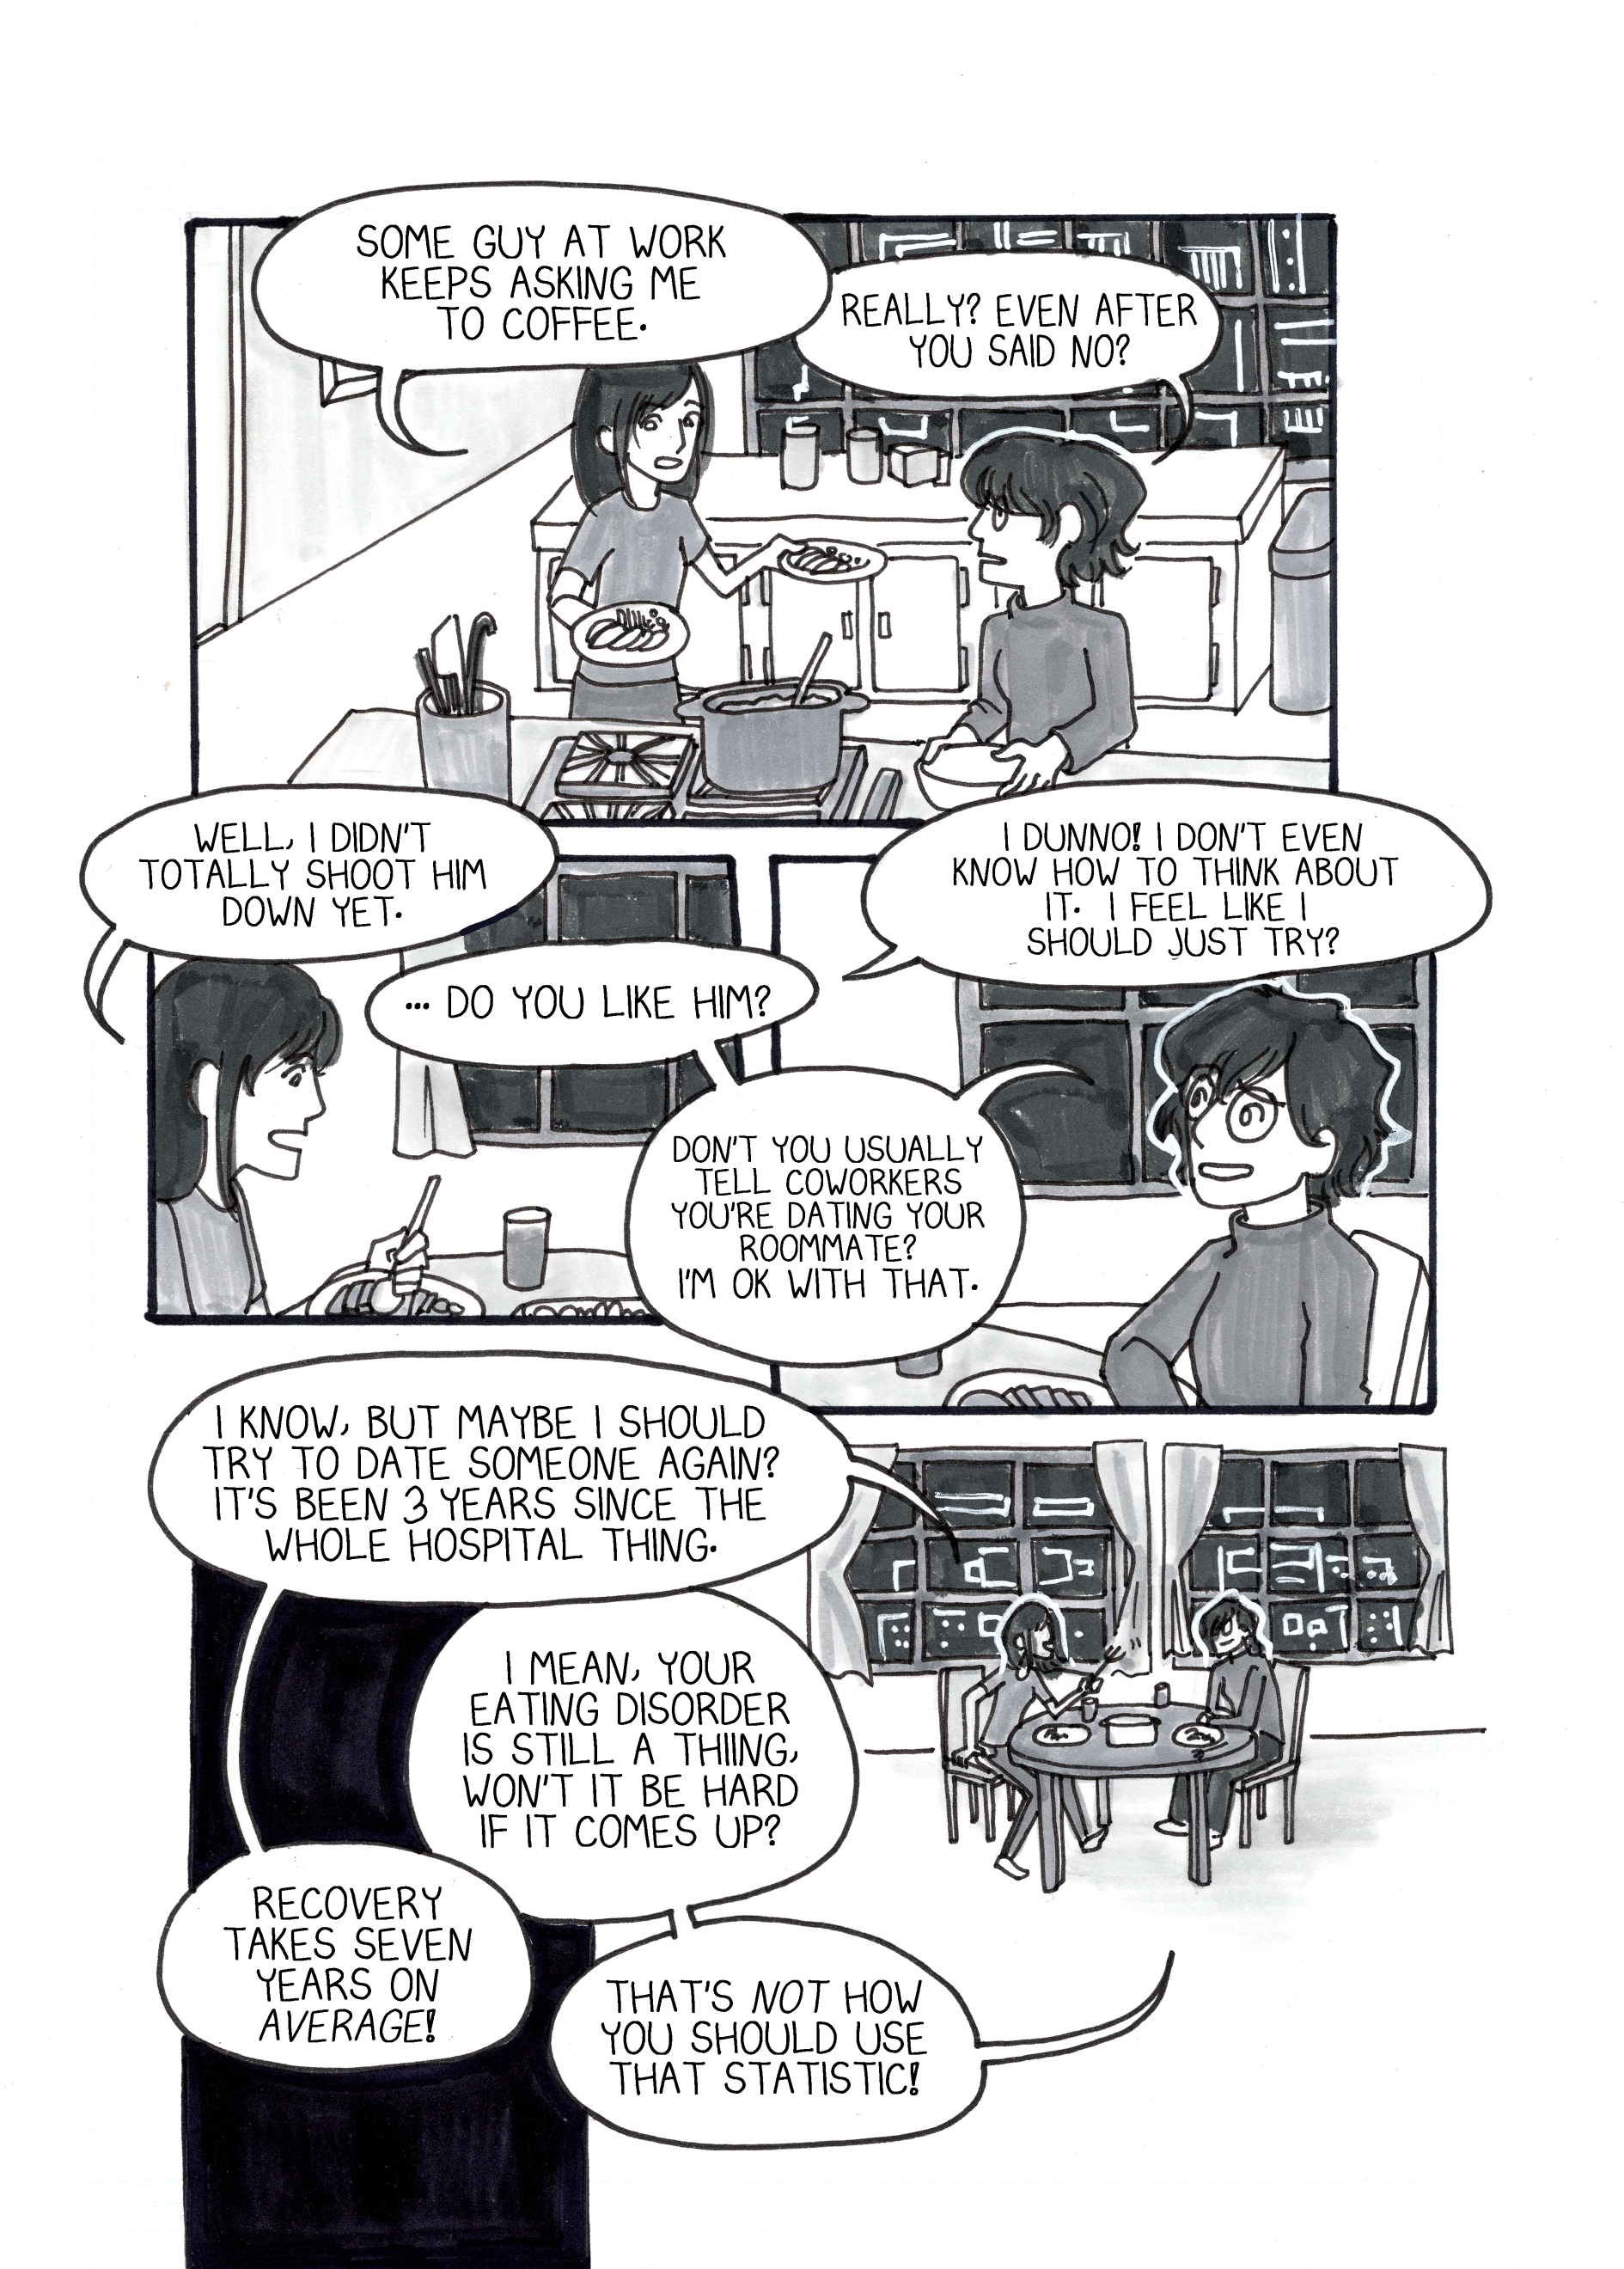 SOME GUY AT WORK
KEEPS ASKING ME
TO COFFEE.
REALLY? EVEN AFTER
YOU SAID NO?
WELL, I DIDN'T
TOTALLY SHOOT HIM
DOWN YET.
... DO YOU LIKE HIM?
I DUNNO! I DON'T EVEN
KNOW HOW TO THINK ABOUT
IT. I FEEL LIKE I
SHOULD JUST TRY?
DON'T YOU USUALLY
TELL COWORKERS
YOU'RE DATING YOUR
ROOMMATE?
I'M OK WITH THAT.
I KNOW, BUT MAYBE I SHOULD
TRY TO DATE SOMEONE AGAIN?
IT'S BEEN 3 YEARS SINCE THE
WHOLE HOSPITAL THING.
I MEAN, YOUR
EATING DISORDER
IS STILL A THIING,
WON'T IT BE HARD
IF IT COMES UP?
RECOVERY
TAKES SEVEN
YEARS ON
AVERAGE!
THAT'S NOT HOW
YOU SHOULD USE
THAT STATISTIC!